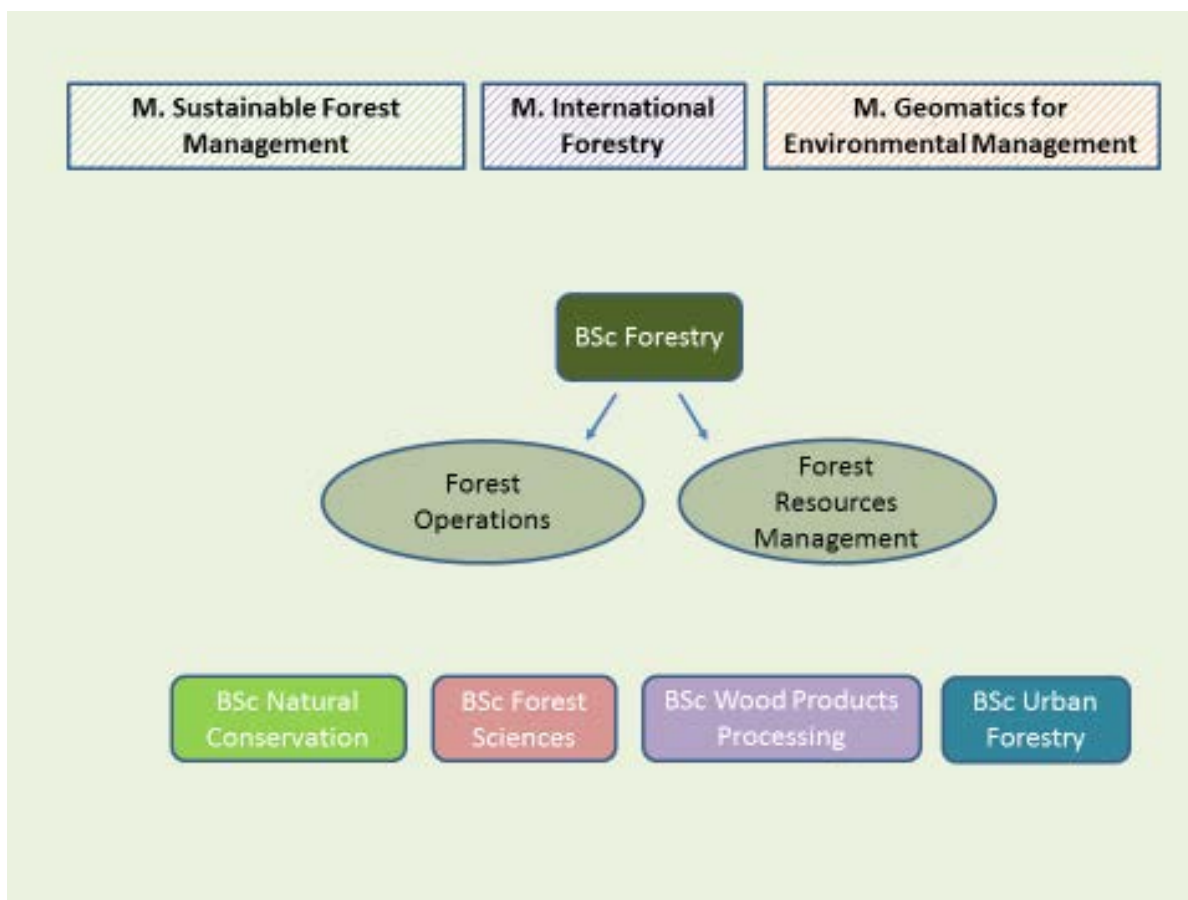 M. Sustainable Forest
Management
M. International
Forestry
M. Geomatics for
Environmental Management
BSc Forestry
Forest
Operations
Forest
Resources
Management
BSc Natural
Conservation
BSc Forest
Sciences
BSc Wood Products
Processing
BSc Urban
Forestry